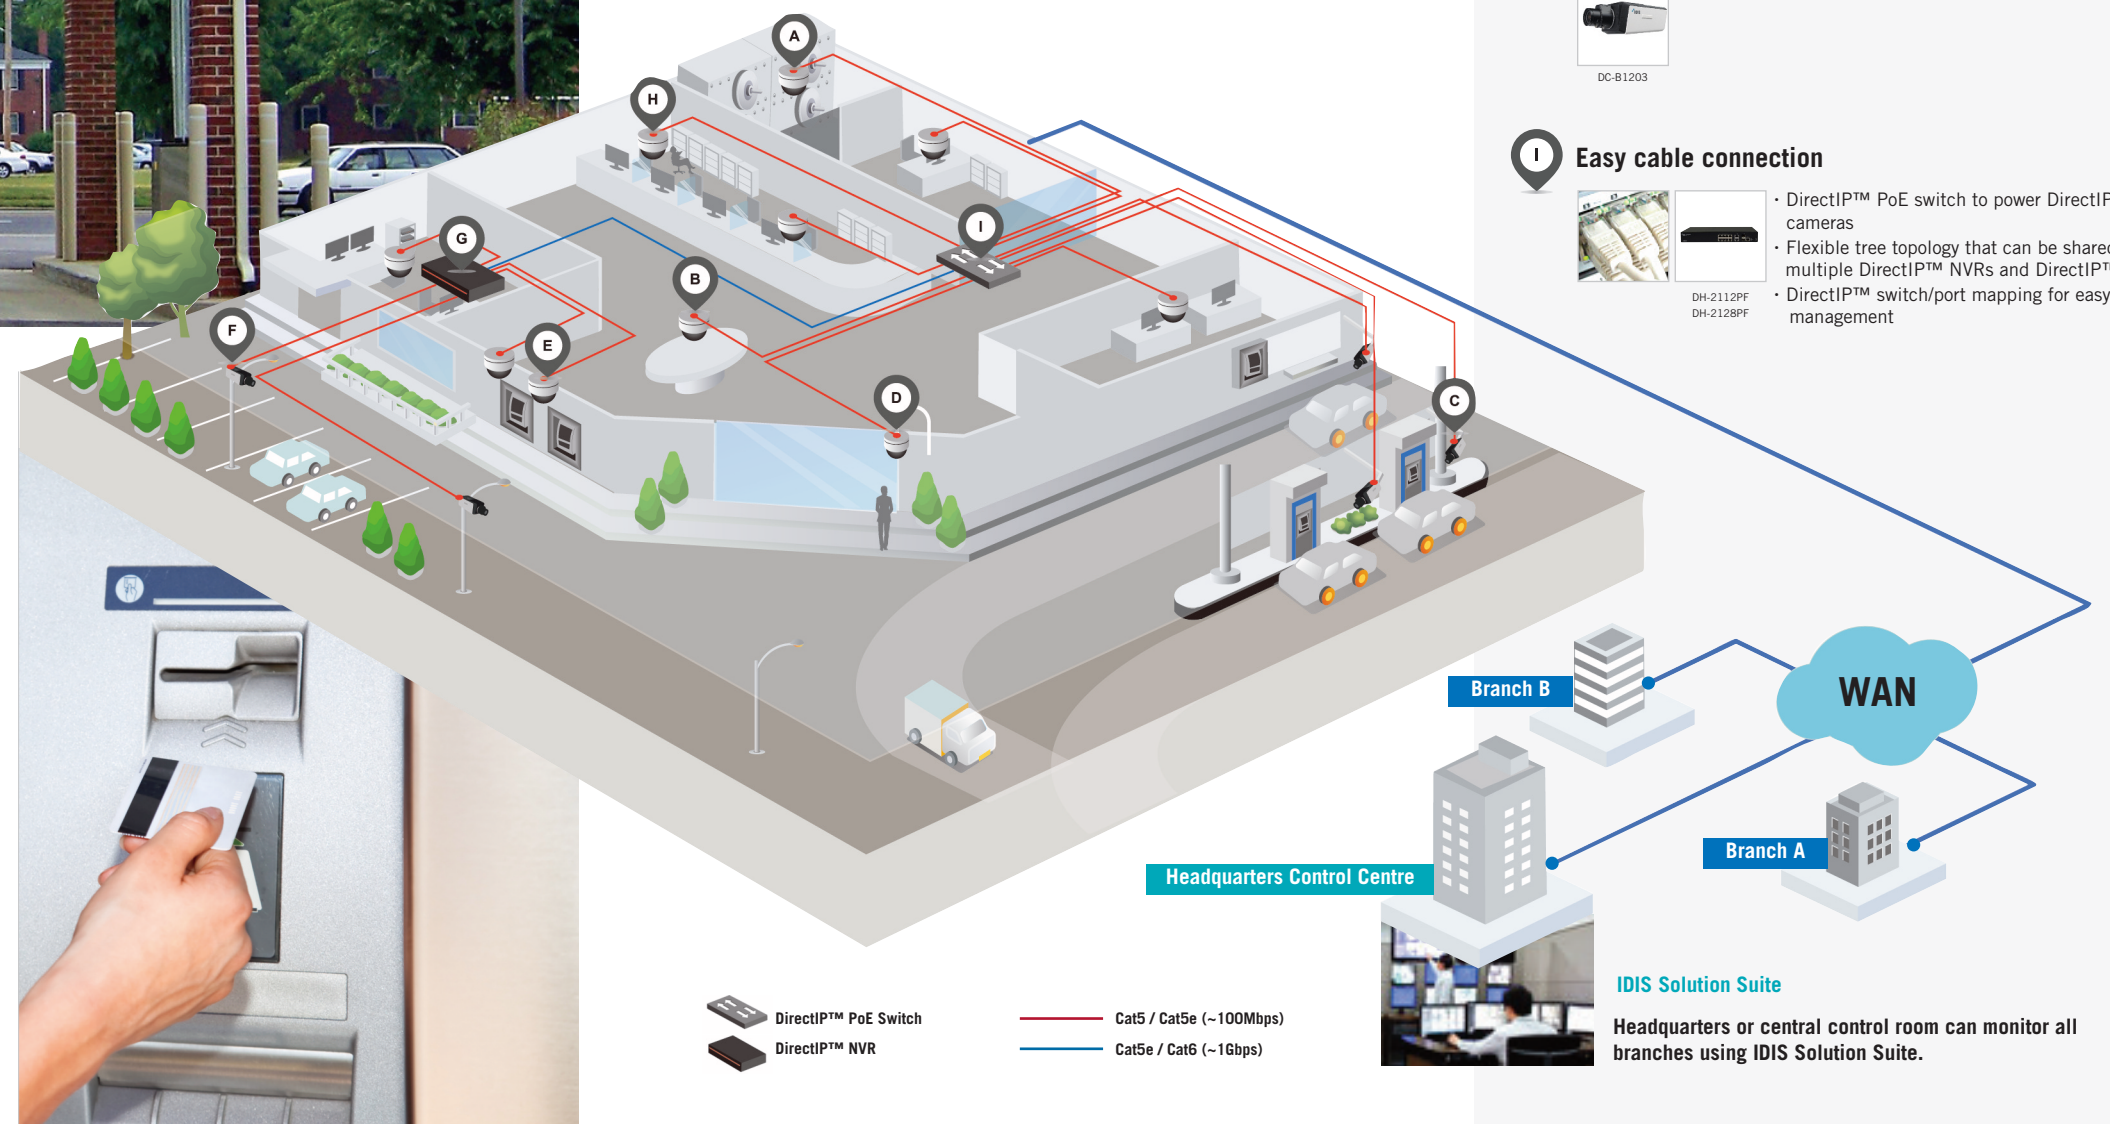 A
H
I
G
B
E
F
D
C
DC-B1203
I
Easy cable connection
· DirectIP™ PoE switch to power DirectIP
cameras
· Flexible tree topology that can be shared
multiple DirectIP™ NVRs and DirectIP™
· DirectIP™ switch/port mapping for easy
management
DH-2112PF
DH-2128PF
Branch B
WAN
Branch A
Headquarters Control Centre
IDIS Solution Suite
Headquarters or central control room can monitor all
branches using IDIS Solution Suite.
DirectIP™ PoE Switch
DirectIP™ NVR
Cat5 / Cat5e (~100Mbps)
Cat5e / Cat6 (~1Gbps)